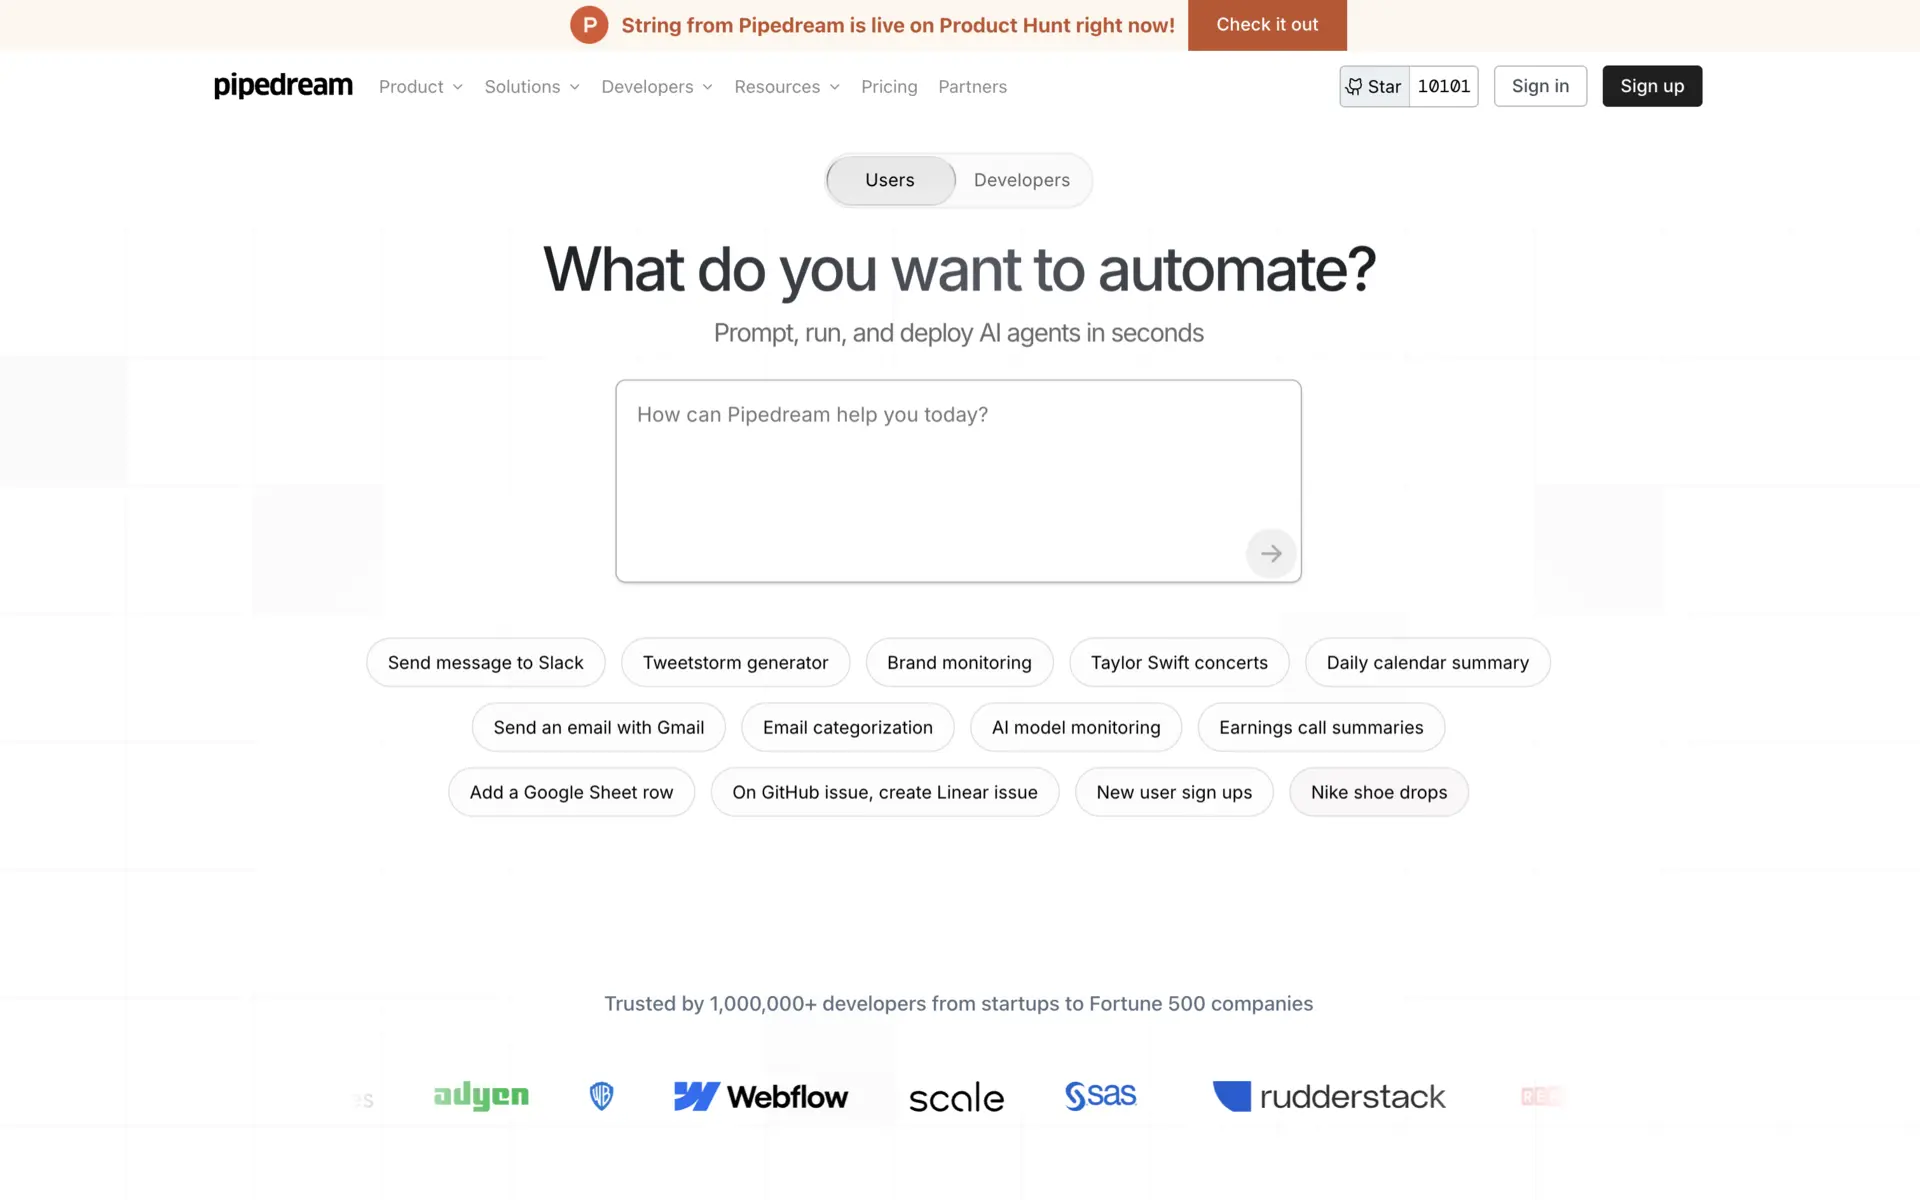 P String from Pipedream is live on Product Hunt right now! Check it out
pipedream Product Solutions Developers Resources Pricing Partners Star 10101 Sign in Sign up
Users Developers
What do you want to automate?
Prompt, run, and deploy AI agents in seconds
How can Pipedream help you today?
Send message to Slack Tweetstorm generator Brand monitoring Taylor Swift concerts Daily calendar summary
Send an email with Gmail Email categorization AI model monitoring Earnings call summaries
Add a Google Sheet row On GitHub issue, create Linear issue New user sign ups Nike shoe drops
Trusted by 1,000,000+ developers from startups to Fortune 500 companies
adyen WB Webflow scale sas rudderstack